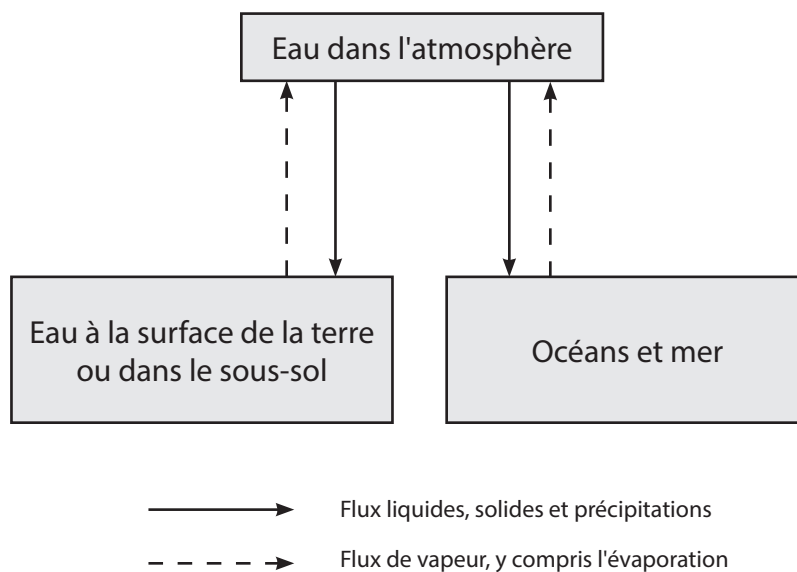 Eau dans l'atmosphère
Eau à la surface de la terre
ou dans le sous-sol
Océans et mer
Flux liquides, solides et précipitations
Flux de vapeur, y compris l'évaporation